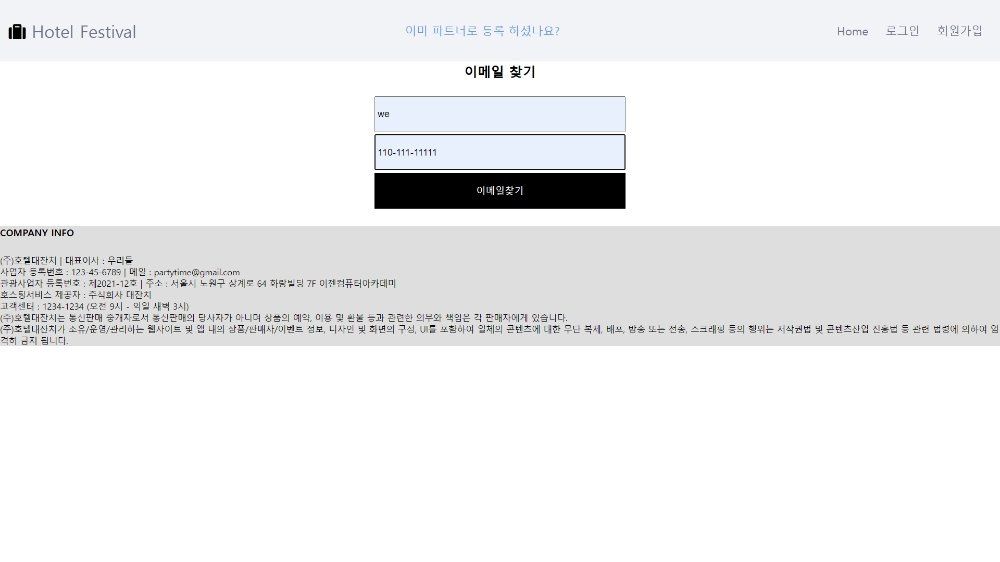 Hotel Festival
이미 파트너로 등록 하셨나요?
Home 로그인 회원가입
이메일 찾기
we
110-111-11111
이메일찾기
COMPANY INFO
(주)호텔대잔치 | 대표이사 : 우리들
사업자 등록번호 : 123-45-6789 | 메일 : partytime@gmail.com
관광사업자 등록번호 : 제2021-12호 | 주소 : 서울시 노원구 상계로 64 화랑빌딩 7F 이젠컴퓨터아카데미
호스팅서비스 제공자 : 주식회사 대잔치
고객센터 : 1234-1234 (오전 9시 - 익일 새벽 3시)
(주)호텔대잔치는 통신판매 중개자로서 통신판매의 당사자가 아니며 상품의 예약, 이용 및 환불 등과 관련한 의무와 책임은 각 판매자에게 있습니다.
(주)호텔대잔치가 소유/운영/관리하는 웹사이트 및 앱 내의 상품/판매자/이벤트 정보, 디자인 및 화면의 구성, UI를 포함하여 일체의 콘텐츠에 대한 무단 복제, 배포, 방송 또는 전송, 스크래핑 등의 행위는 저작권법 및 콘텐츠산업 진흥법 등 관련 법령에 의하여 엄
격히 금지 됩니다.